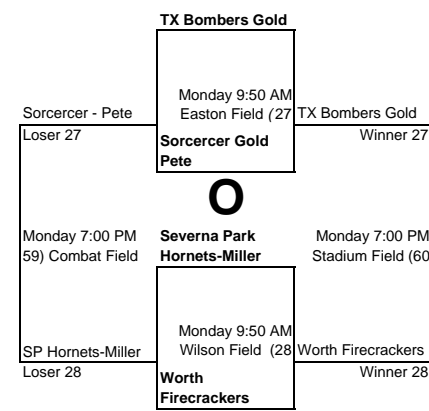 TX Bombers Gold
Monday 9:50 AM
Sorcercer - Pete
Easton Field (27
TX Bombers Gold
Loser 27
Winner 27
Sorcercer Gold
Pete
O
Monday 7:00 PM
59) Combat Field
Severna Park
Hornets-Miller
Monday 7:00 PM
Stadium Field (60
Monday 9:50 AM
SP Hornets-Miller
Wilson Field (28
Worth Firecrackers
Loser 28
Winner 28
Worth
Firecrackers